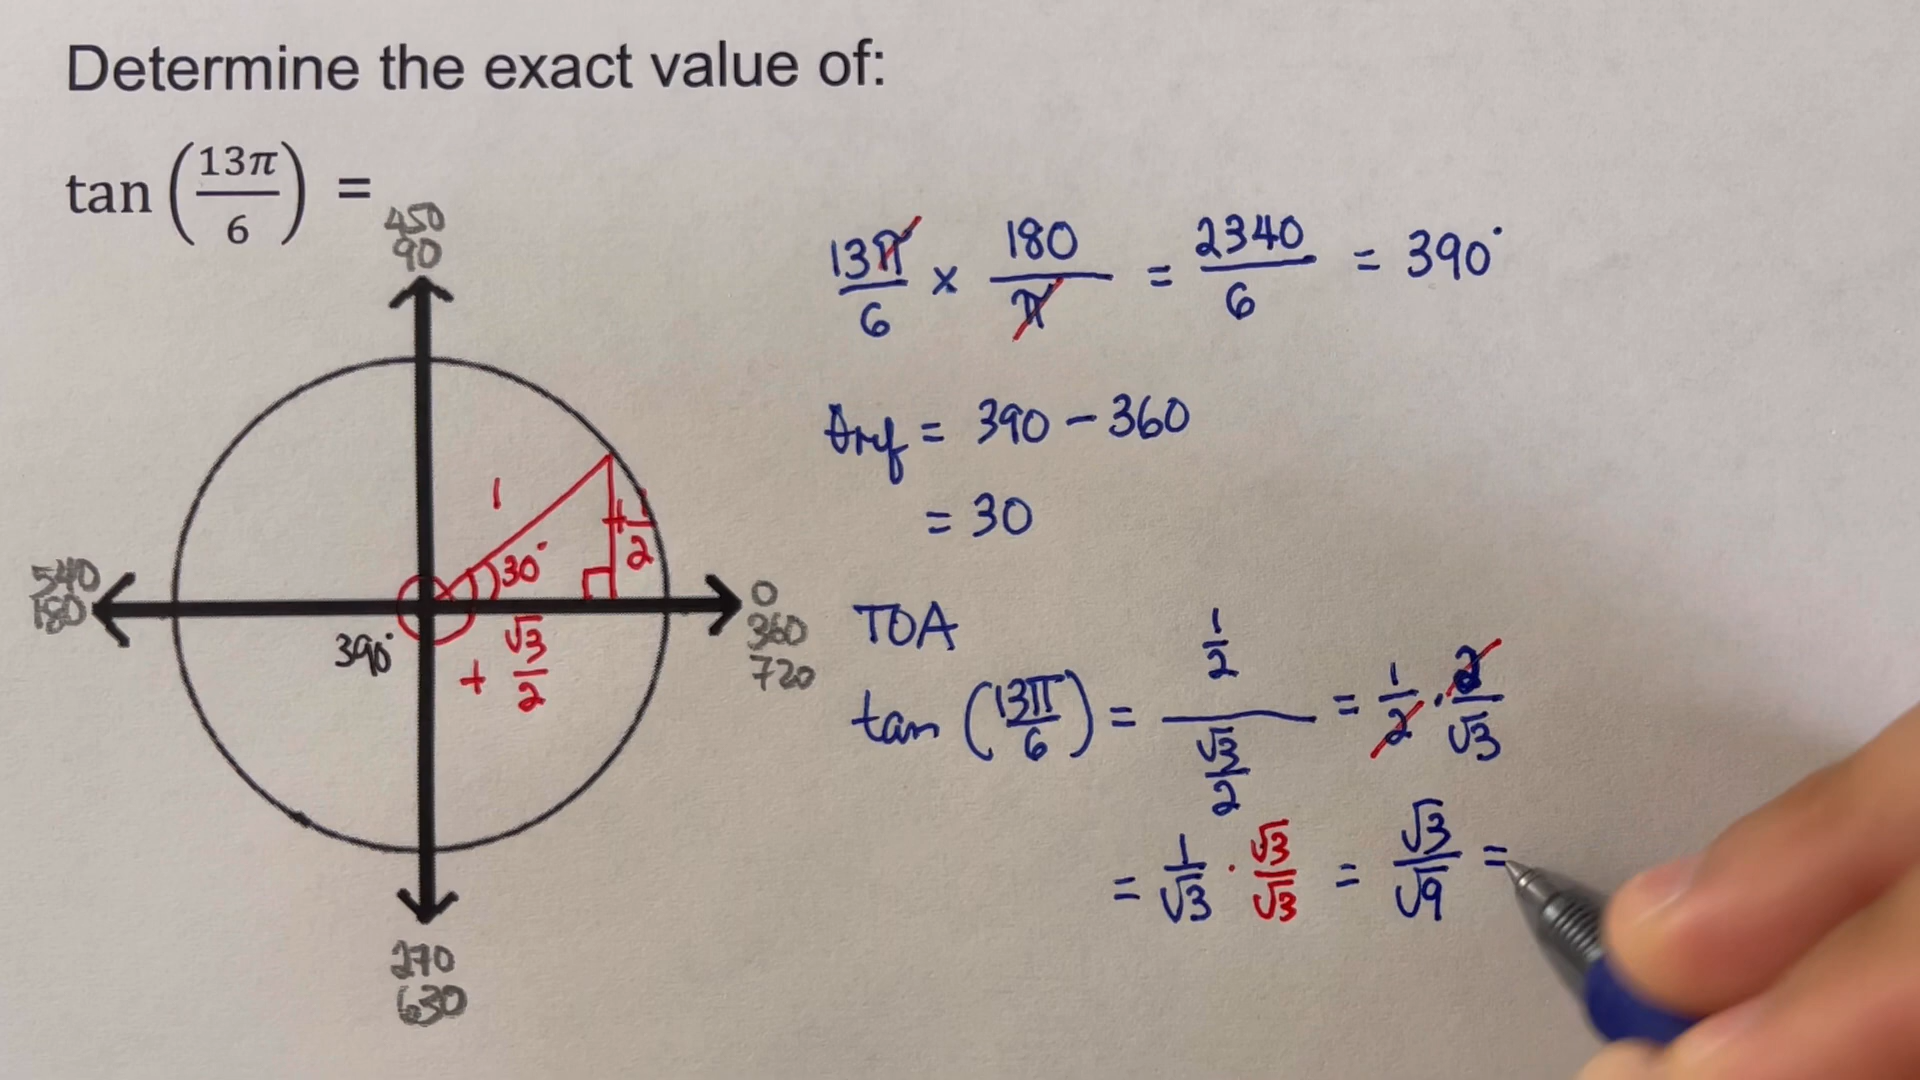 Determine the exact value of:
tan (13π/6) =
450
90
13π/6 × 180/π = 2340/6 = 390°
θref = 390 - 360
= 30
1
+ 1/2
30°
540
180
0
360
720
390°
+ √3/2
TOA
tan (13π/6) = 1/2 / √3/2 = 1/2 · 2/√3
= 1/√3 · √3/√3 = √3/√9 =
270
630